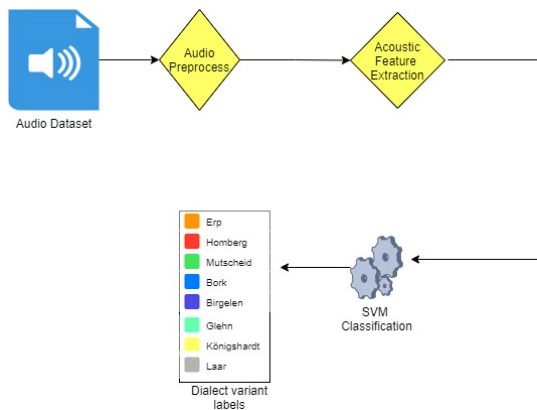 Audio Dataset
Audio
Preprocess
Acoustic
Feature
Extraction
Erp
Homberg
Mutscheid
Bork
Birgelen
Glehn
Königshardt
Laar
Dialect variant
labels
SVM
Classification